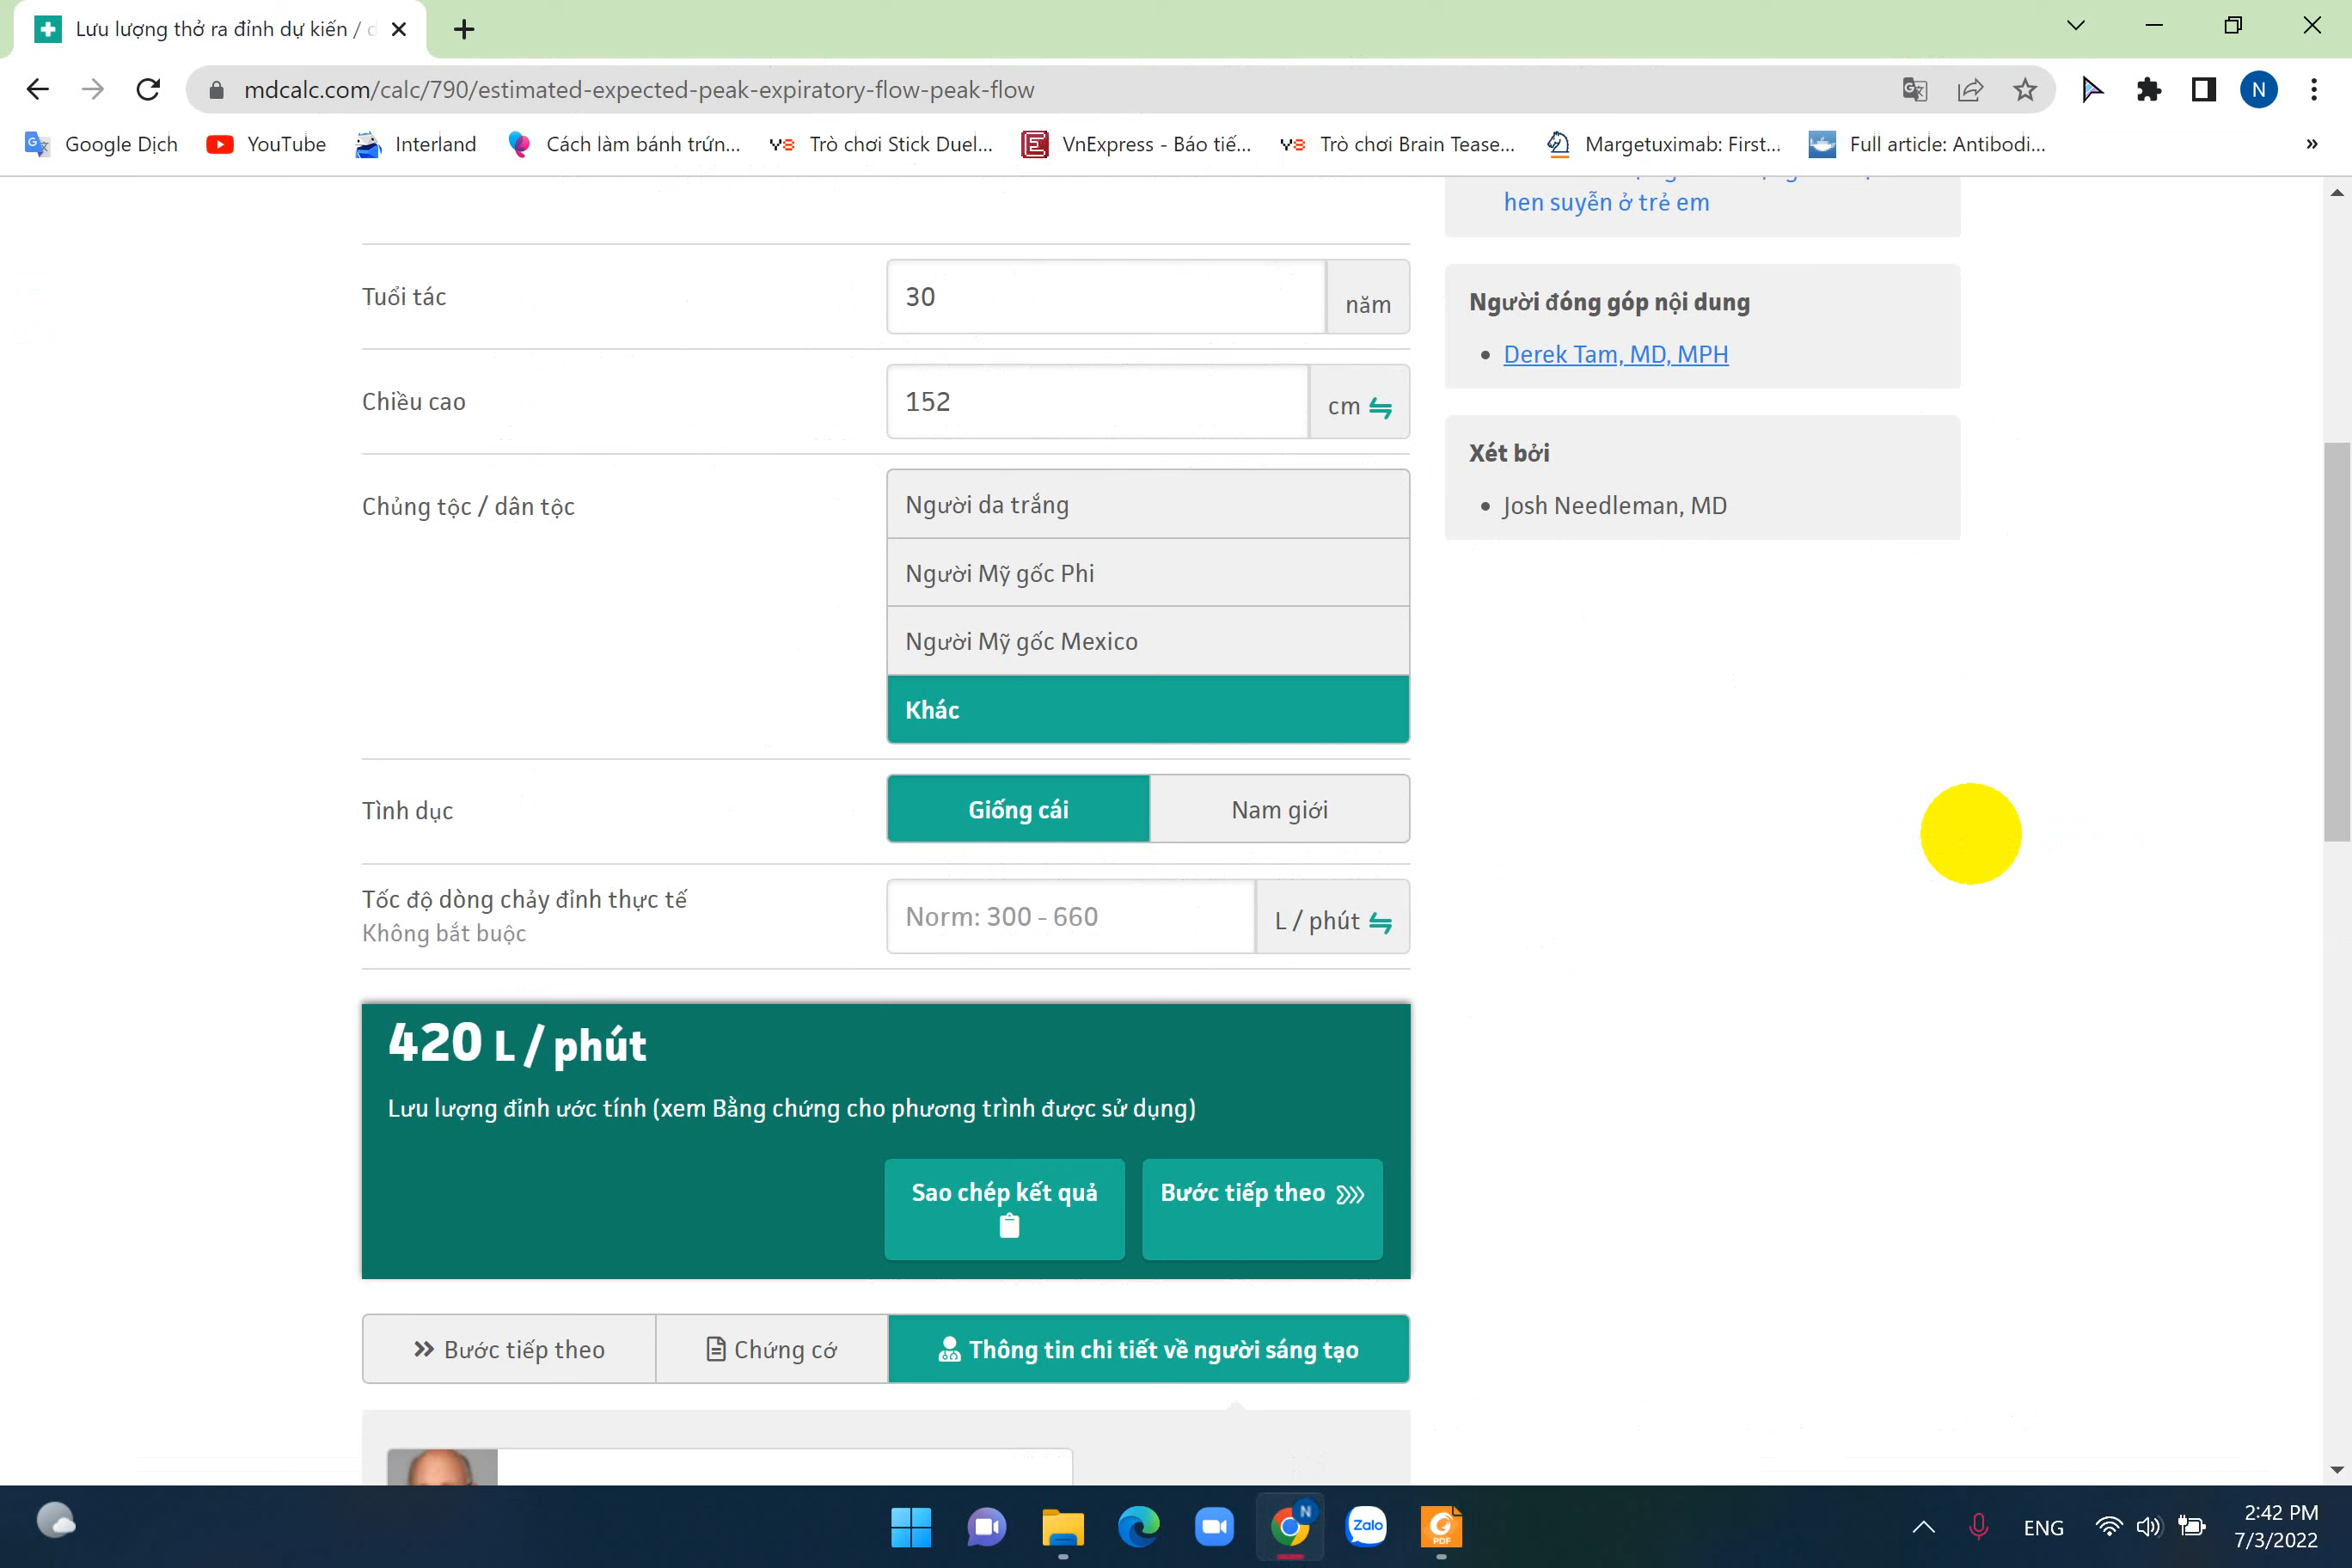 Lưu lượng thở ra đỉnh dự kiến /
mdcalc.com/calc/790/estimated-expected-peak-expiratory-flow-peak-flow
N
Google Dịch
YouTube
Interland
Cách làm bánh trứn...
Trò chơi Stick Duel...
VnExpress - Báo tiế...
Trò chơi Brain Tease...
Margetuximab: First...
Full article: Antibodi...
»
hen suyễn ở trẻ em
Tuổi tác
30
năm
Người đóng góp nội dung
• Derek Tam, MD, MPH
Chiều cao
152
cm
Xét bởi
• Josh Needleman, MD
Chủng tộc / dân tộc
Người da trắng
Người Mỹ gốc Phi
Người Mỹ gốc Mexico
Khác
Tình dục
Giống cái
Nam giới
Tốc độ dòng chảy đỉnh thực tế
Không bắt buộc
Norm: 300 - 660
L / phút
420 L / phút
Lưu lượng đỉnh ước tính (xem Bằng chứng cho phương trình được sử dụng)
Sao chép kết quả
Bước tiếp theo
Bước tiếp theo
Chứng cớ
Thông tin chi tiết về người sáng tạo
N
Zalo
PDF
ENG
2:42 PM
7/3/2022